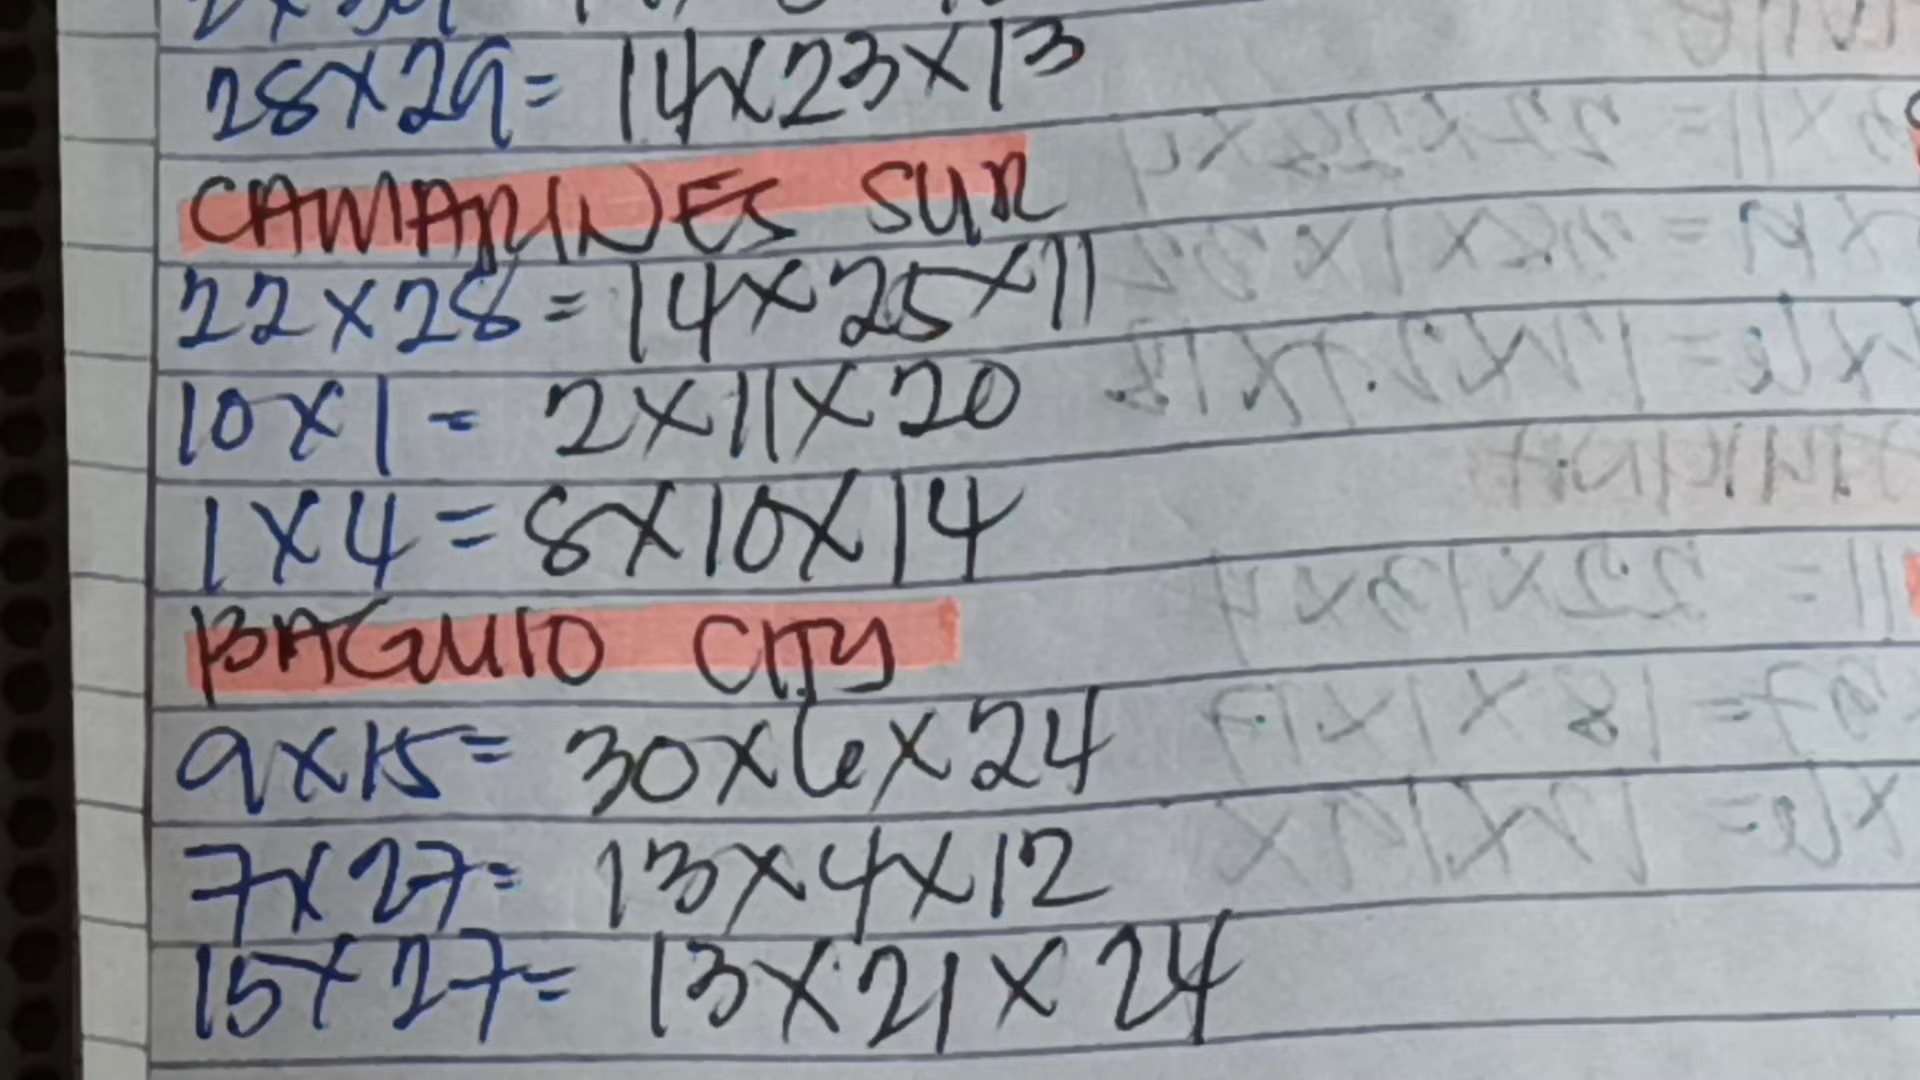 28x29= 14x23x13
CAMARINES SUR
22x28=14x25x11
10x1= 2x11x20
1x4=8x10x14
BAGUIO CITY
9x15= 30x6x24
7x27= 13x4x12
15x27= 13x21x24